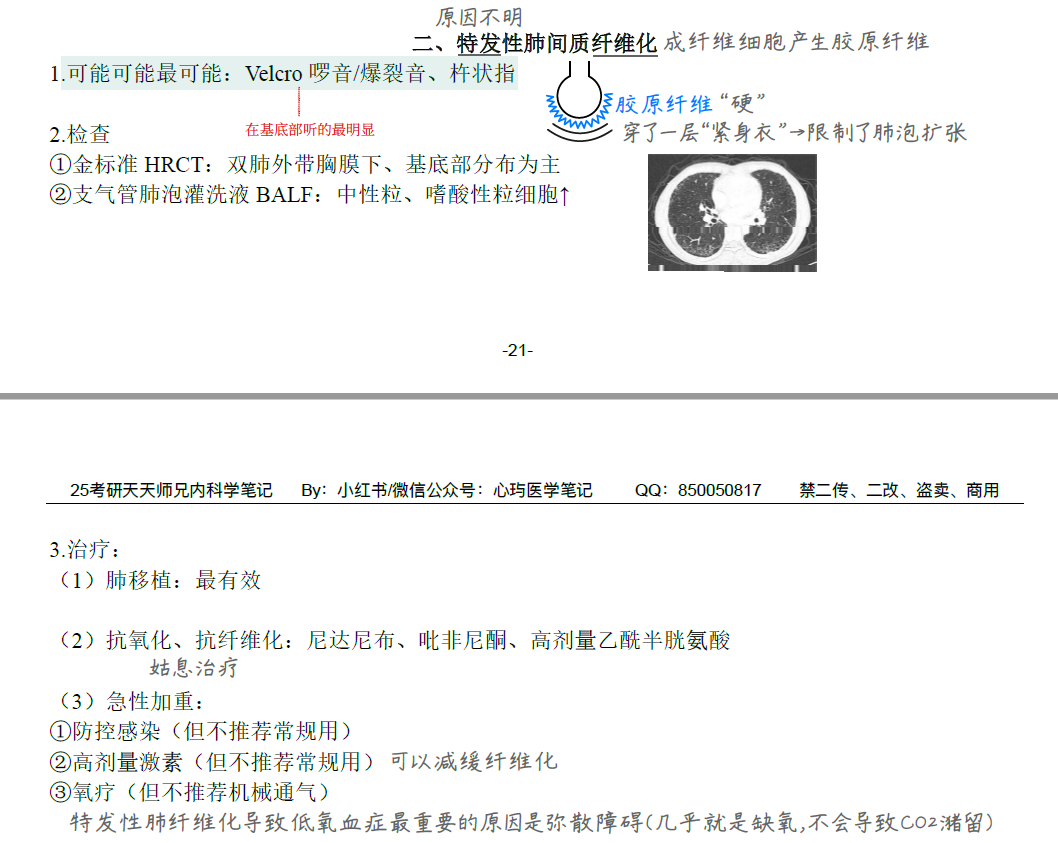 原因不明
二、特发性肺间质纤维化 成纤维细胞产生胶原纤维
1.可能可能最可能：Velcro 啰音/爆裂音、杵状指
胶原纤维“硬”
在基底部听的最明显
穿了一层“紧身衣”→限制了肺泡扩张
2.检查
①金标准 HRCT：双肺外带胸膜下、基底部分布为主
②支气管肺泡灌洗液 BALF：中性粒、嗜酸性粒细胞↑
-21-
25考研天天师兄内科学笔记 By：小红书/微信公众号：心玙医学笔记 QQ：850050817 禁二传、二改、盗卖、商用
3.治疗：
（1）肺移植：最有效
（2）抗氧化、抗纤维化：尼达尼布、吡非尼酮、高剂量乙酰半胱氨酸
姑息治疗
（3）急性加重：
①防控感染（但不推荐常规用）
②高剂量激素（但不推荐常规用） 可以减缓纤维化
③氧疗（但不推荐机械通气）
特发性肺纤维化导致低氧血症最重要的原因是弥散障碍(几乎就是缺氧,不会导致CO2潴留)